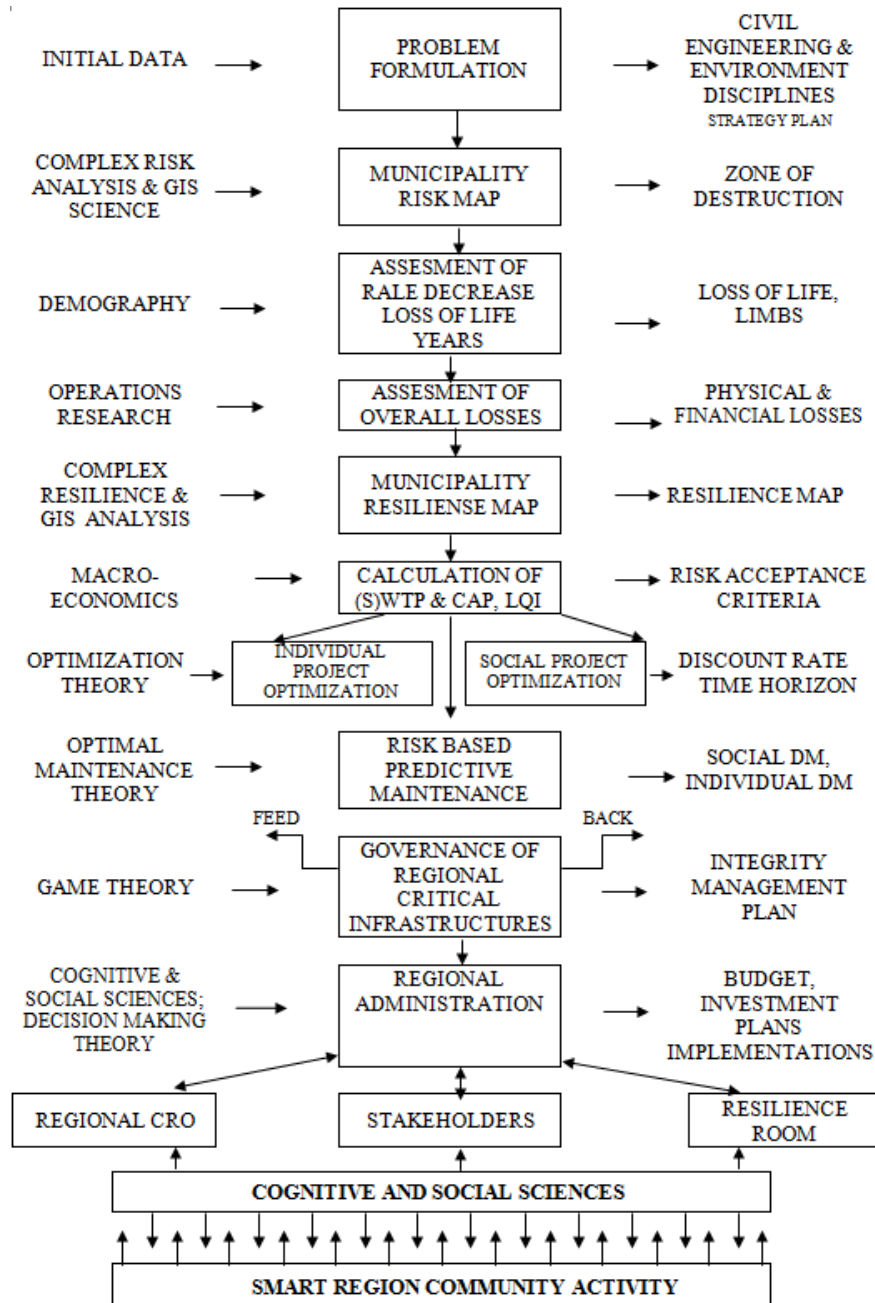 INITIAL DATA
PROBLEM
FORMULATION
CIVIL
ENGINEERING &
ENVIRONMENT
DISCIPLINES
STRATEGY PLAN
COMPLEX RISK
ANALYSIS & GIS
SCIENCE
MUNICIPALITY
RISK MAP
ZONE OF
DESTRUCTION
DEMOGRAPHY
ASSESMENT OF
RALE DECREASE
LOSS OF LIFE
YEARS
LOSS OF LIFE,
LIMBS
OPERATIONS
RESEARCH
ASSESMENT OF
OVERALL LOSSES
PHYSICAL &
FINANCIAL LOSSES
COMPLEX
RESILIENCE &
GIS ANALYSIS
MUNICIPALITY
RESILIENSE MAP
RESILIENCE MAP
MACRO-
ECONOMICS
CALCULATION OF
(S)WTP & CAP, LQI
RISK ACCEPTANCE
CRITERIA
OPTIMIZATION
THEORY
INDIVIDUAL
PROJECT
OPTIMIZATION
SOCIAL PROJECT
OPTIMIZATION
DISCOUNT RATE
TIME HORIZON
OPTIMAL
MAINTENANCE
THEORY
RISK BASED
PREDICTIVE
MAINTENANCE
SOCIAL DM,
INDIVIDUAL DM
FEED
BACK
GAME THEORY
GOVERNANCE OF
REGIONAL
CRITICAL
INFRASTRUCTURES
INTEGRITY
MANAGEMENT
PLAN
COGNITIVE &
SOCIAL SCIENCES;
DECISION MAKING
THEORY
REGIONAL
ADMINISTRATION
BUDGET,
INVESTMENT
PLANS
IMPLEMENTATIONS
REGIONAL CRO
STAKEHOLDERS
RESILIENCE
ROOM
COGNITIVE AND SOCIAL SCIENCES
SMART REGION COMMUNITY ACTIVITY